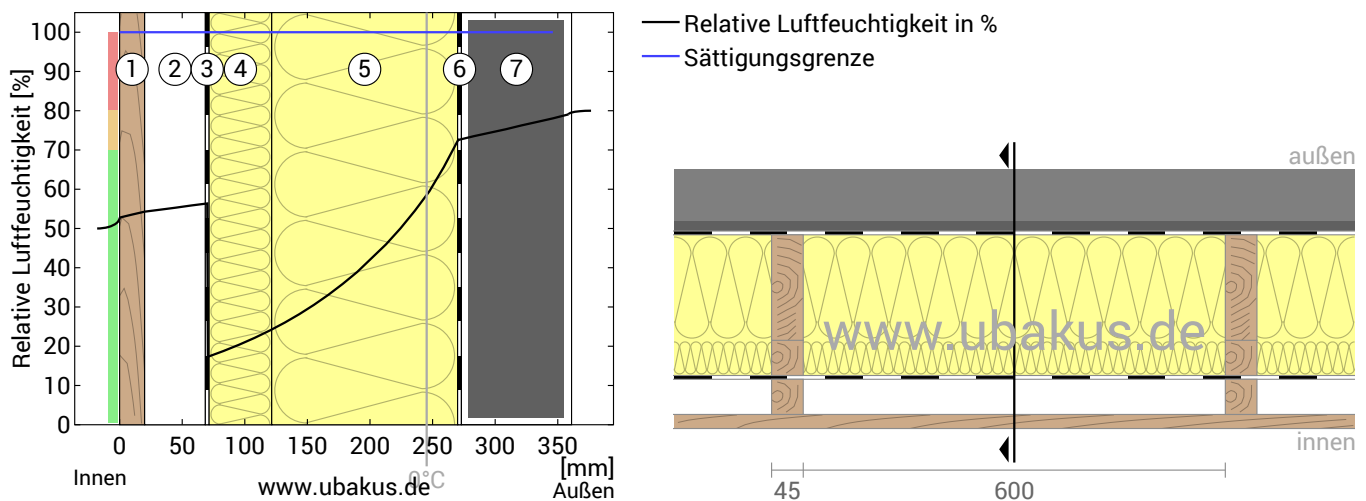 Relative Luftfeuchtigkeit [%]
100
90
80
70
60
50
40
30
20
10
0
1
2
3
4
5
6
7
0
50
100
150
200
250
300
350
[mm]
Innen
www.ubakus.de
0°C
Außen
Relative Luftfeuchtigkeit in %
Sättigungsgrenze
außen
www.ubakus.de
innen
45
600